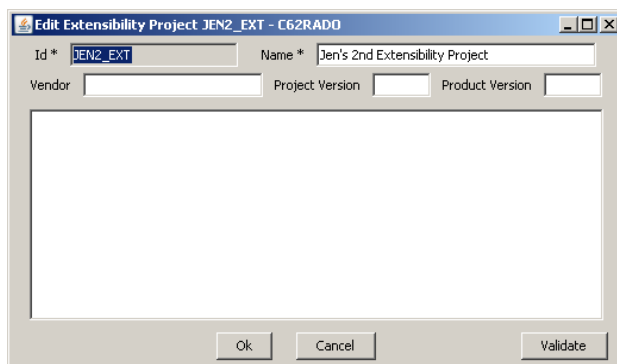 Edit Extensibility Project JEN2_EXT - C62RADO
Id * JEN2_EXT Name * Jen's 2nd Extensibility Project
Vendor Project Version Product Version
Ok Cancel Validate